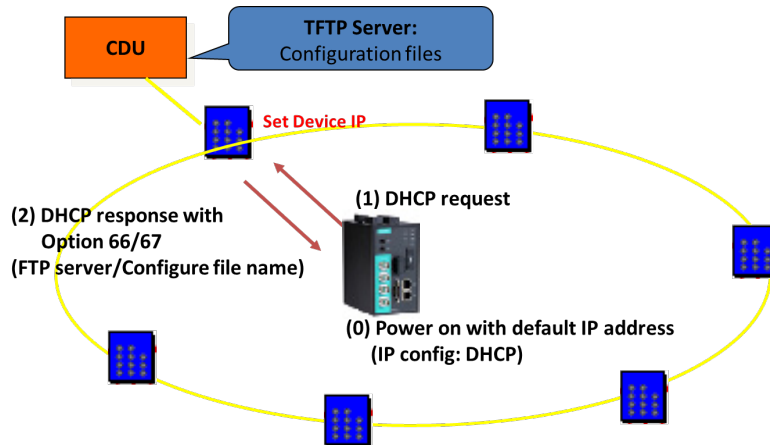 CDU
TFTP Server:
Configuration files
Set Device IP
(1) DHCP request
(2) DHCP response with
Option 66/67
(FTP server/Configure file name)
(0) Power on with default IP address
(IP config: DHCP)